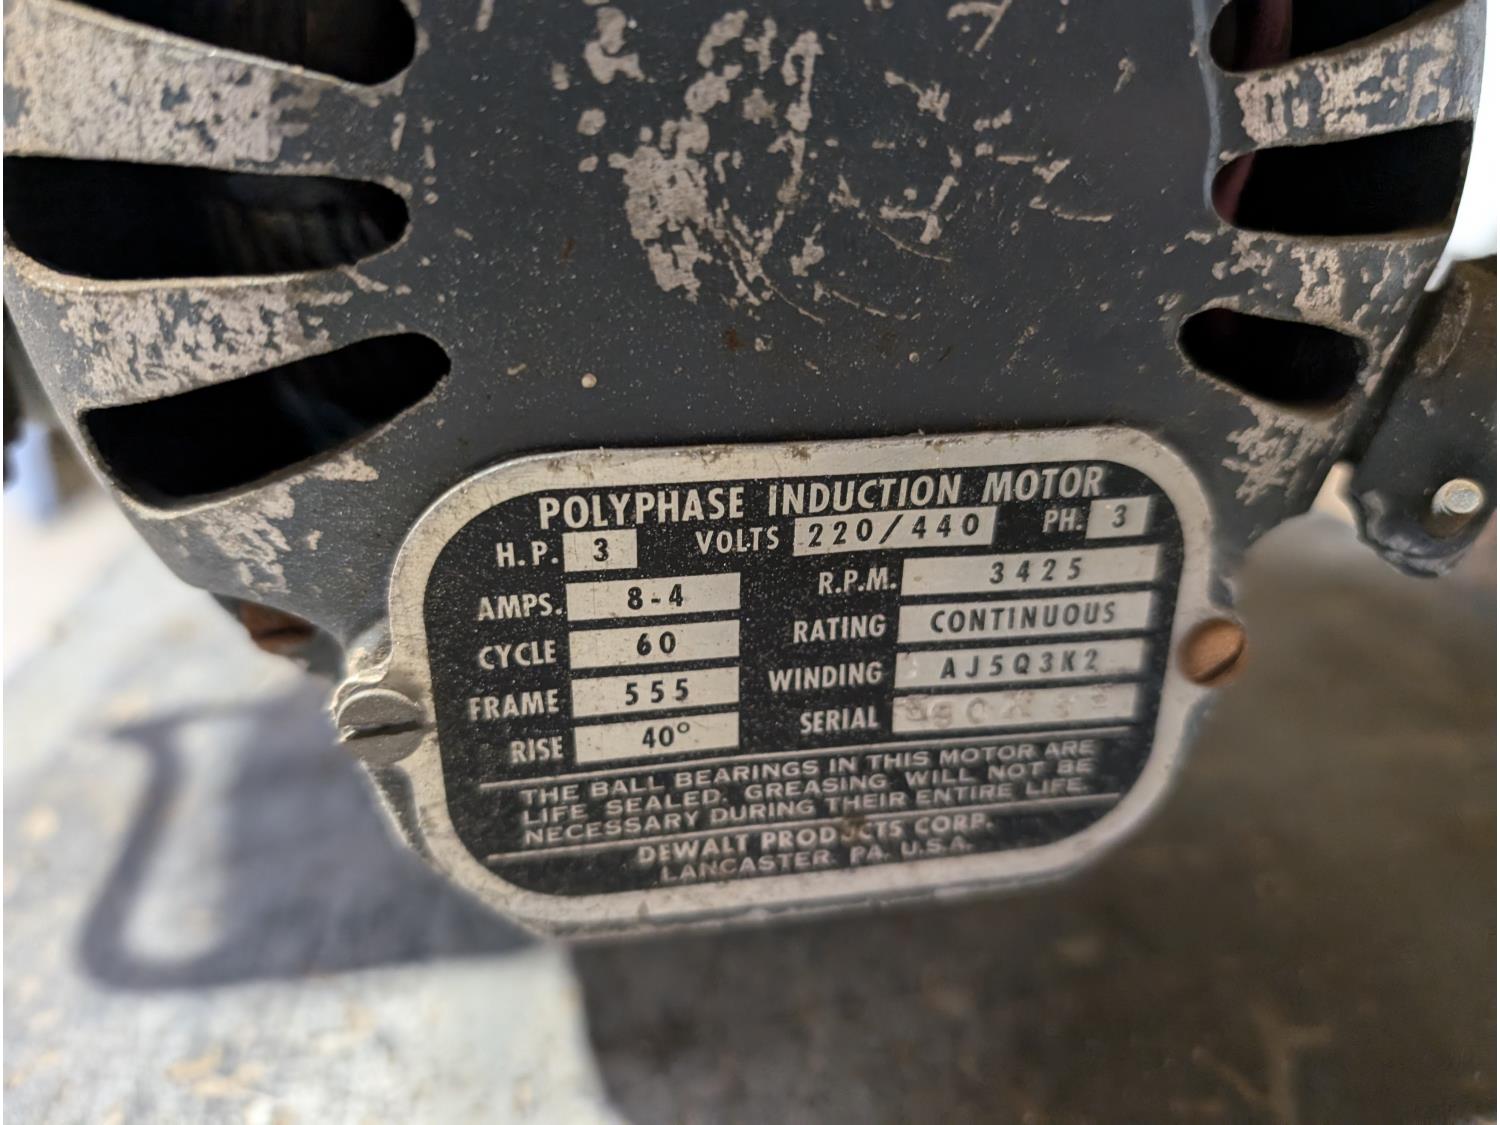 POLYPHASE INDUCTION MOTOR
H.P. 3 VOLTS 220/440 PH. 3
AMPS. 8-4 R.P.M. 3425
CYCLE 60 RATING CONTINUOUS
FRAME 555 WINDING AJ5Q3K2
RISE 40° SERIAL
THE BALL BEARINGS IN THIS MOTOR ARE
LIFE SEALED. GREASING WILL NOT BE
NECESSARY DURING THEIR ENTIRE LIFE.
DEWALT PRODUCTS CORP.
LANCASTER, PA. U.S.A.